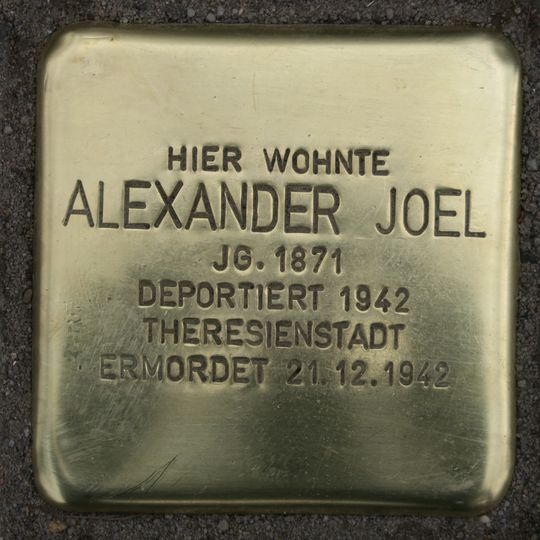 HIER WOHNTE
ALEXANDER JOEL
JG. 1871
DEPORTIERT 1942
THERESIENSTADT
ERMORDET 21.12.1942